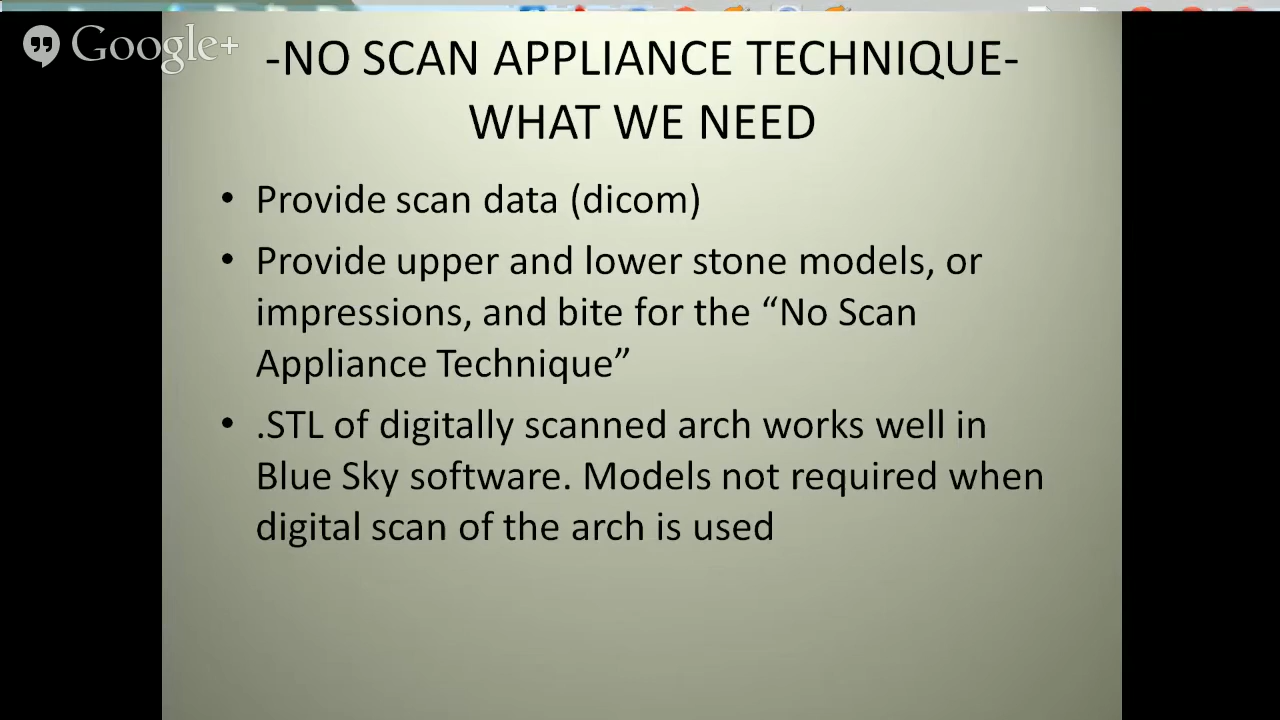 Google+
-NO SCAN APPLIANCE TECHNIQUE-
WHAT WE NEED
• Provide scan data (dicom)
• Provide upper and lower stone models, or
impressions, and bite for the “No Scan
Appliance Technique”
• .STL of digitally scanned arch works well in
Blue Sky software. Models not required when
digital scan of the arch is used